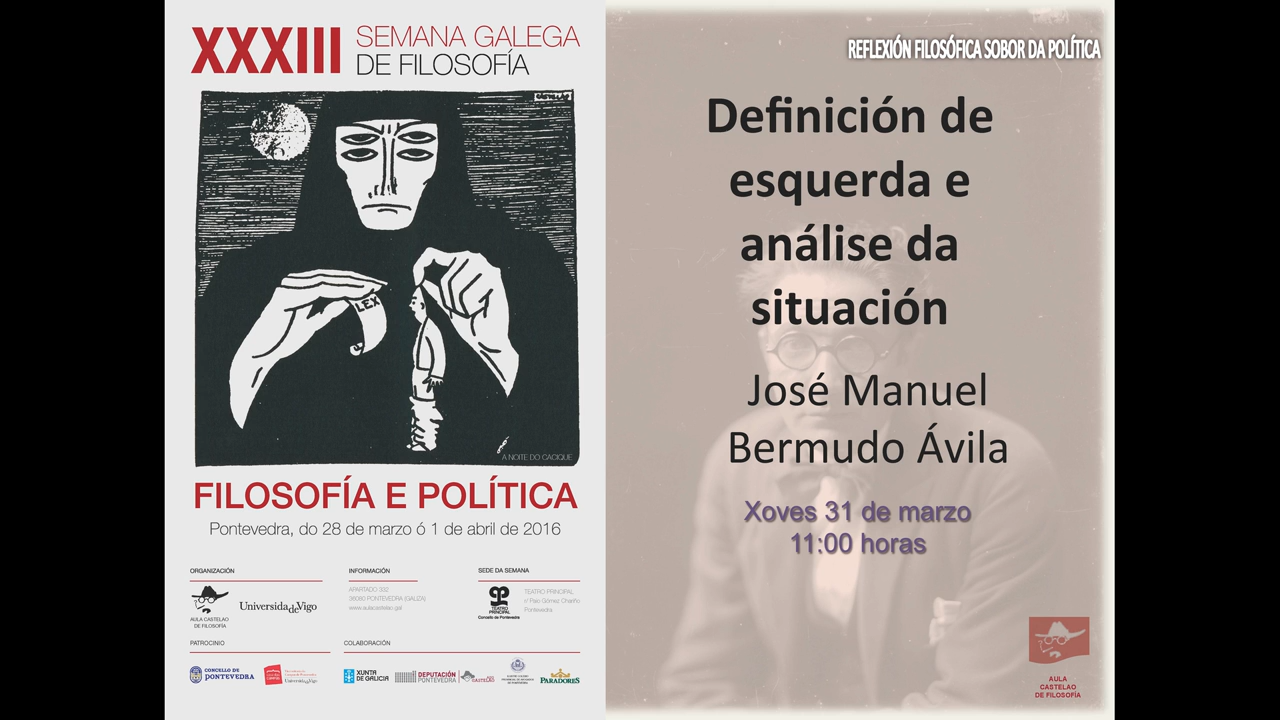 XXXIII
SEMANA GALEGA
DE FILOSOFÍA
LEX
A NOITE DO CACIQUE
FILOSOFÍA E POLÍTICA
Pontevedra, do 28 de marzo ó 1 de abril de 2016
ORGANIZACIÓN
AULA CASTELAO
DE FILOSOFÍA
UniversidadeVigo
INFORMACIÓN
APARTADO 332
36080 PONTEVEDRA (GALIZA)
www.aulacastelao.gal
SEDE DA SEMANA
TEATRO
PRINCIPAL
Concello de Pontevedra
TEATRO PRINCIPAL
c/ Paio Gómez Chariño
Pontevedra
PATROCINIO
CONCELLO DE
PONTEVEDRA
UniversidadeVigo
COLABORACIÓN
XUNTA
DE GALICIA
DEPUTACIÓN
PONTEVEDRA
CASTELAO
PARADORES
REFLEXIÓN FILOSÓFICA SOBOR DA POLÍTICA
Definición de
esquerda e
análise da
situación
José Manuel
Bermudo Ávila
Xoves 31 de marzo
11:00 horas
AULA
CASTELAO
DE FILOSOFÍA